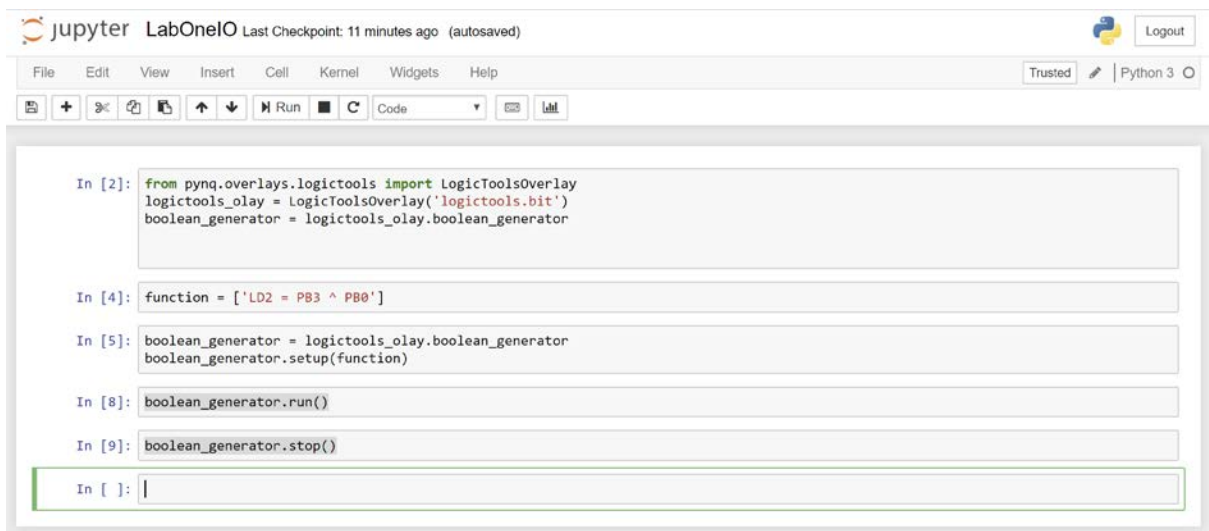 jupyter LabOneIO Last Checkpoint: 11 minutes ago (autosaved)
Logout
File Edit View Insert Cell Kernel Widgets Help
Trusted Python 3
Run Code
In [2]: from pynq.overlays.logictools import LogicToolsOverlay
logictools_olay = LogicToolsOverlay('logictools.bit')
boolean_generator = logictools_olay.boolean_generator
In [4]: function = ['LD2 = PB3 ^ PB0']
In [5]: boolean_generator = logictools_olay.boolean_generator
boolean_generator.setup(function)
In [8]: boolean_generator.run()
In [9]: boolean_generator.stop()
In [ ]: